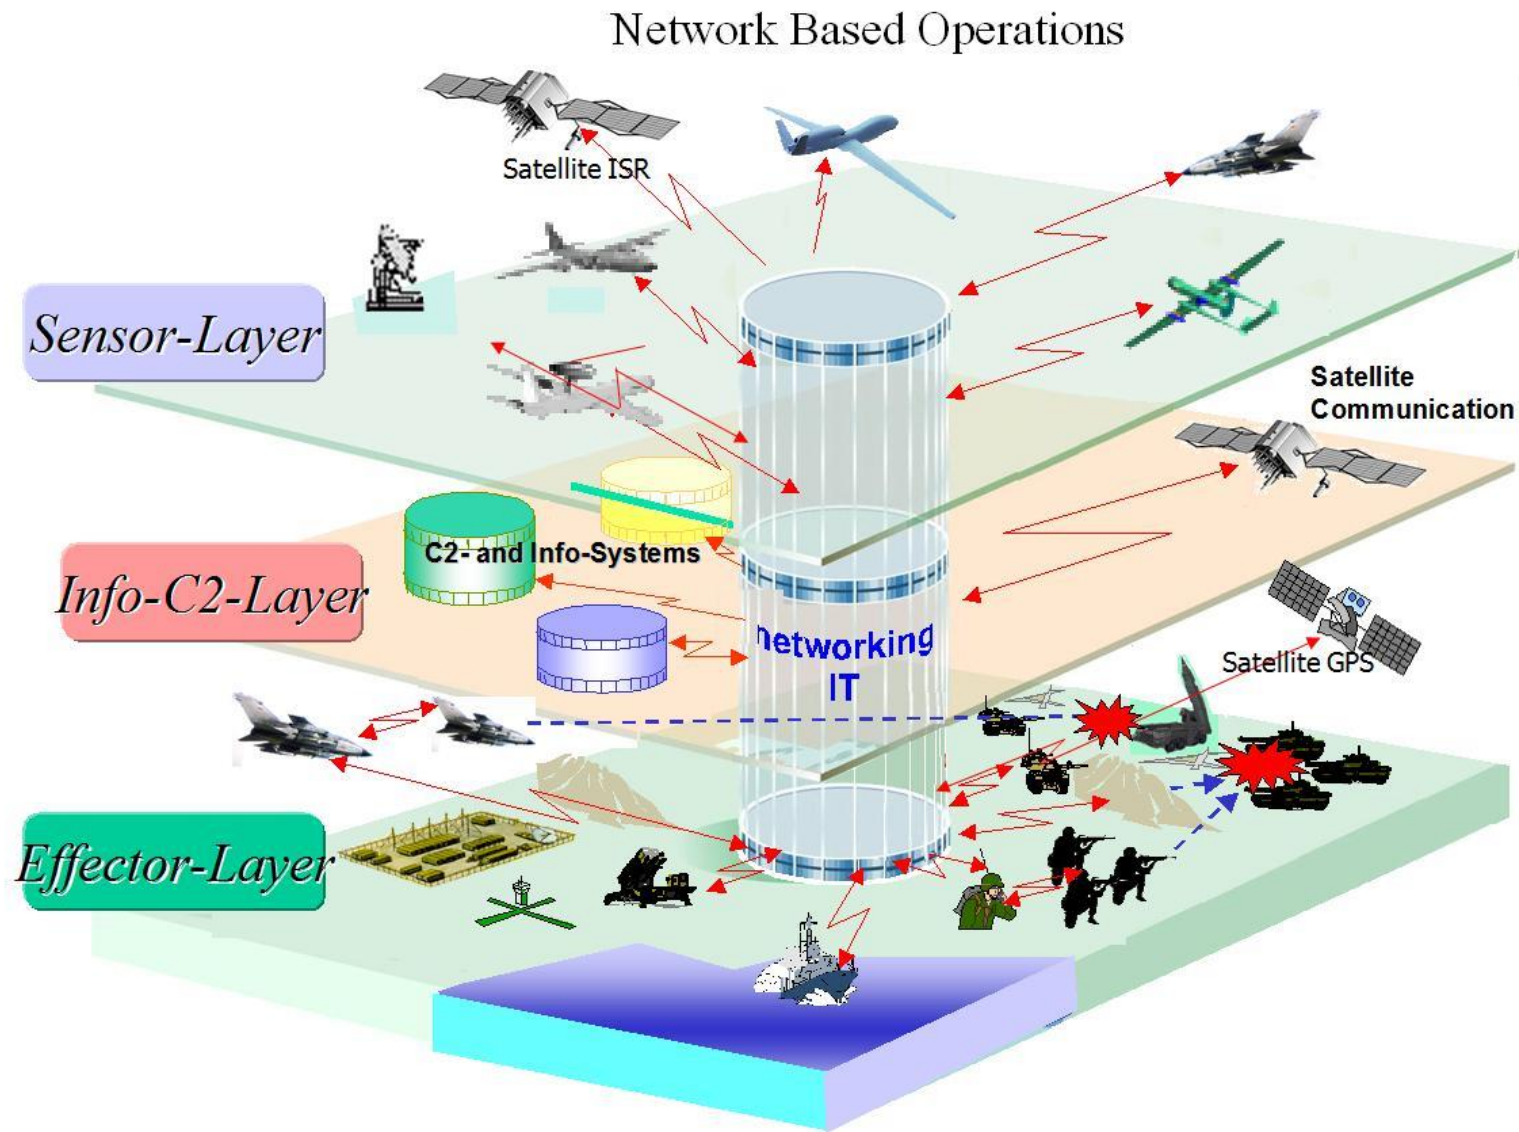 Network Based Operations
Satellite ISR
Sensor-Layer
Satellite
Communication
C2- and Info-Systems
Info-C2-Layer
networking
IT
Satellite GPS
Effector-Layer